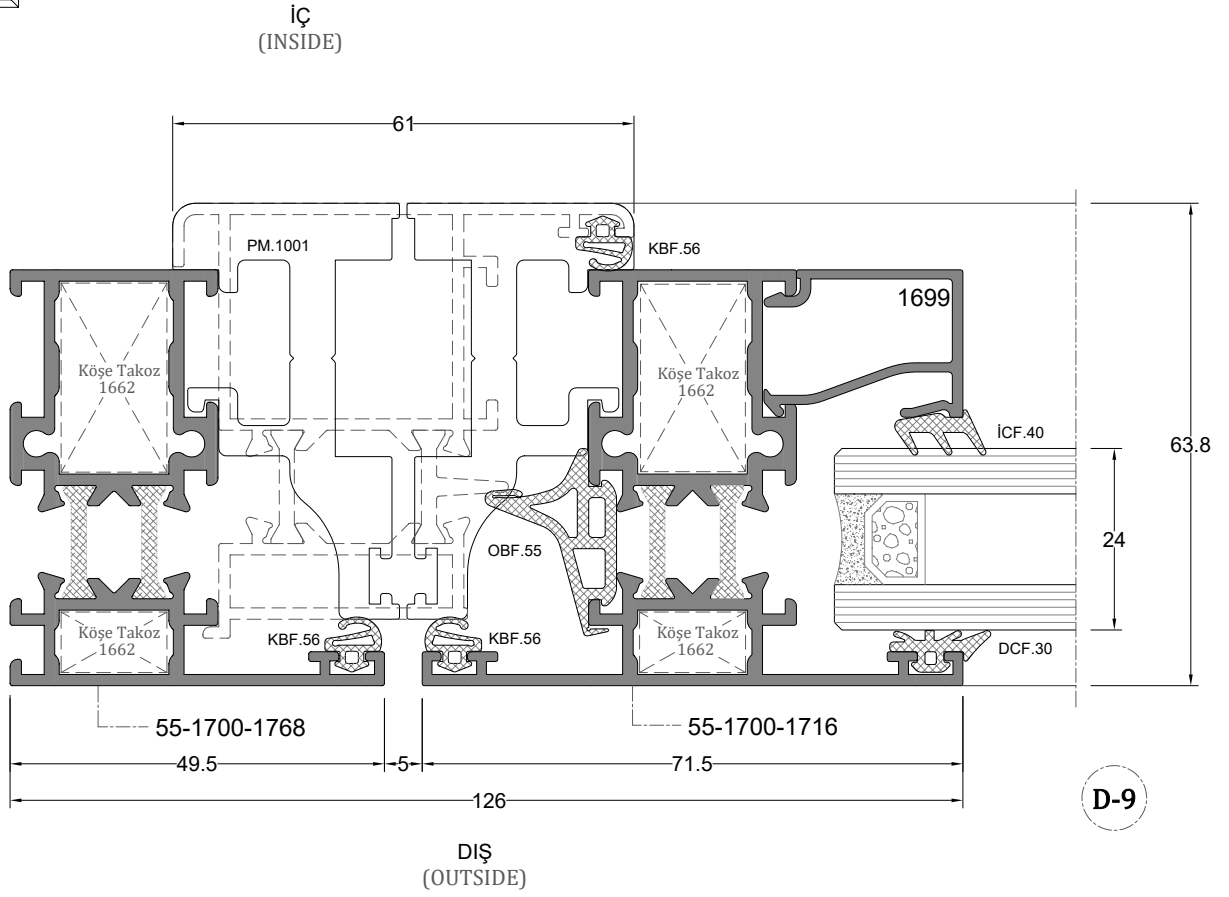 İÇ
(INSIDE)
61
PM.1001
KBF.56
1699
Köşe Takoz
1662
Köşe Takoz
1662
İCF.40
63.8
24
OBF.55
Köşe Takoz
1662
KBF.56
KBF.56
Köşe Takoz
1662
DCF.30
55-1700-1768
55-1700-1716
49.5
5
71.5
126
D-9
DIŞ
(OUTSIDE)